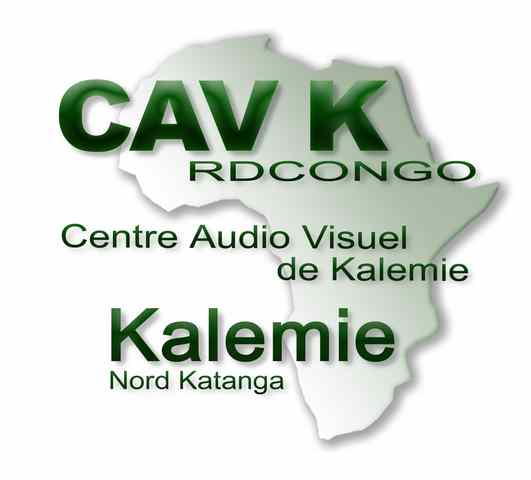 CAV K
RDCONGO
Centre Audio Visuel
de Kalemie
Kalemie
Nord Katanga